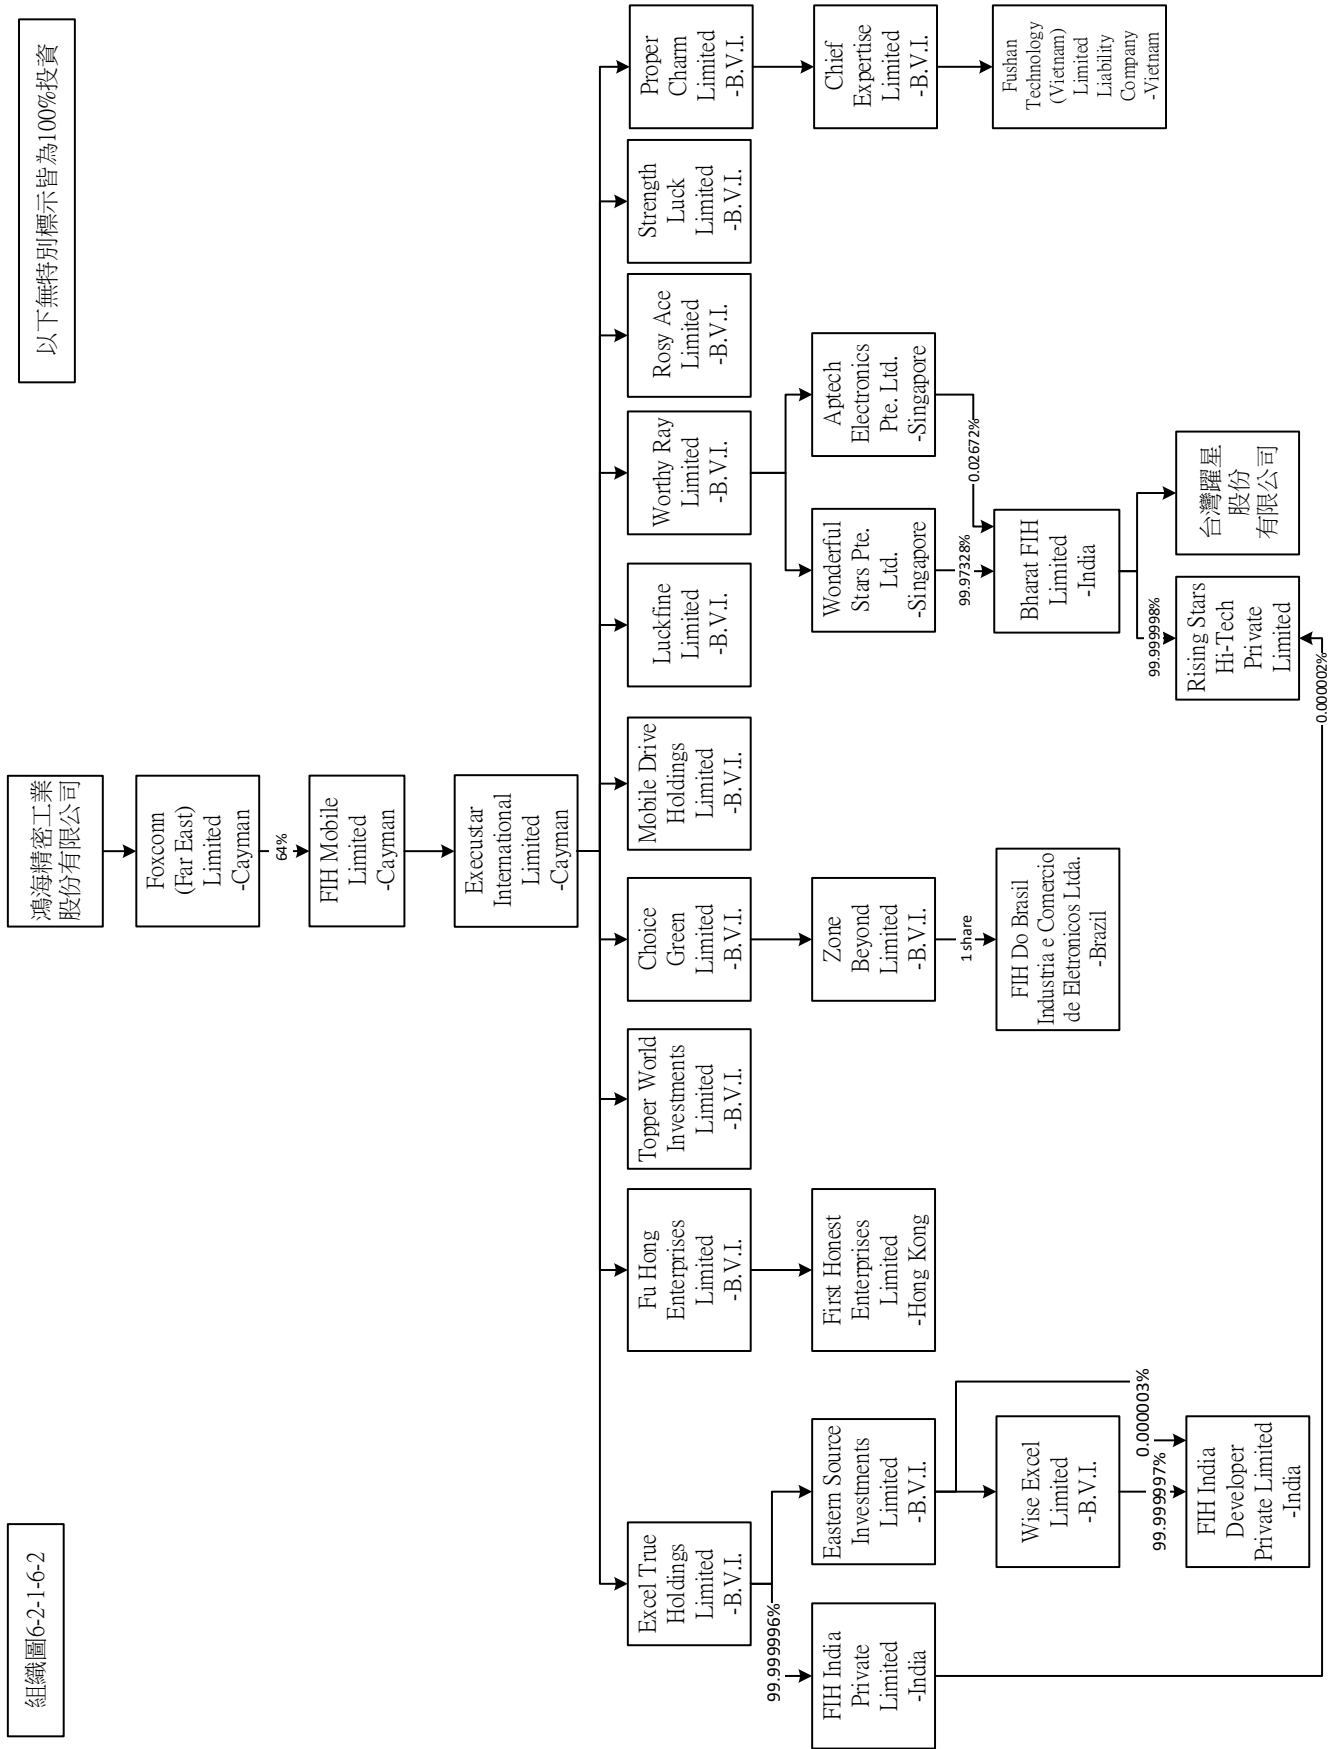 組織圖6-2-1-6-2
以下無特別標示皆為100%投資
鴻海精密工業
股份有限公司
Foxconn
(Far East)
Limited
-Cayman
64%
FIH Mobile
Limited
-Cayman
Execustar
International
Limited
-Cayman
Excel True
Holdings
Limited
-B.V.I.
Fu Hong
Enterprises
Limited
-B.V.I.
Topper World
Investments
Limited
-B.V.I.
Choice
Green
Limited
-B.V.I.
Mobile Drive
Holdings
Limited
-B.V.I.
Luckfine
Limited
-B.V.I.
Worthy Ray
Limited
-B.V.I.
Rosy Ace
Limited
-B.V.I.
Strength
Luck
Limited
-B.V.I.
Proper
Charm
Limited
-B.V.I.
99.999996%
FIH India
Private
Limited
-India
Eastern Source
Investments
Limited
-B.V.I.
First Honest
Enterprises
Limited
-Hong Kong
Zone
Beyond
Limited
-B.V.I.
Wonderful
Stars Pte.
Ltd.
-Singapore
Aptech
Electronics
Pte. Ltd.
-Singapore
Chief
Expertise
Limited
-B.V.I.
1 share
99.97328%
0.02672%
Wise Excel
Limited
-B.V.I.
FIH Do Brasil
Industria e Comercio
de Eletronicos Ltda.
-Brazil
Bharat FIH
Limited
-India
Fushan
Technology
(Vietnam)
Limited
Liability
Company
-Vietnam
99.999997%
0.000003%
99.999998%
FIH India
Developer
Private Limited
-India
Rising Stars
Hi-Tech
Private
Limited
台灣躍星
股份
有限公司
0.000002%